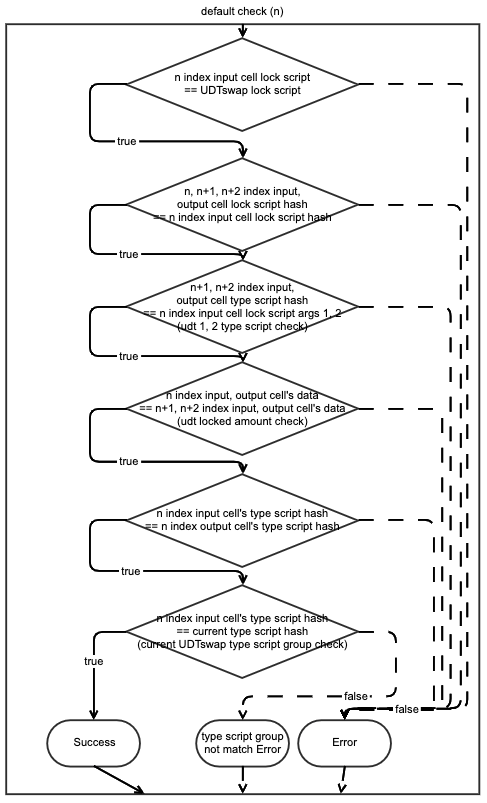 default check (n)
n index input cell lock script
== UDTswap lock script
true
n, n+1, n+2 index input,
output cell lock script hash
== n index input cell lock script hash
true
n+1, n+2 index input,
output cell type script hash
== n index input cell lock script args 1, 2
(udt 1, 2 type script check)
true
n index input, output cell's data
== n+1, n+2 index input, output cell's data
(udt locked amount check)
true
n index input cell's type script hash
== n index output cell's type script hash
true
n index input cell's type script hash
== current type script hash
(current UDTswap type script group check)
true
false
false
Success
type script group
not match Error
Error